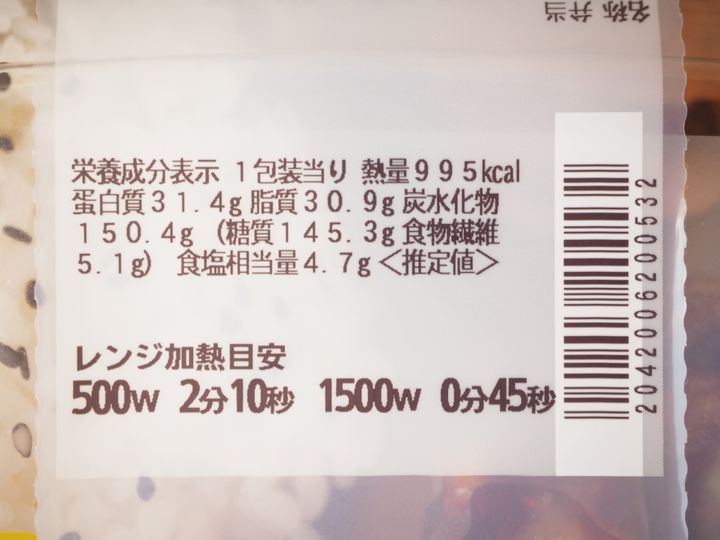 名称 弁当
栄養成分表示 １包装当り 熱量９９５kcal
蛋白質３１.４g 脂質３０.９g 炭水化物
１５０.４g （糖質１４５.３g 食物繊維
５.１g） 食塩相当量４.７g＜推定値＞
レンジ加熱目安
500W 2分10秒 1500W 0分45秒
2042006200532